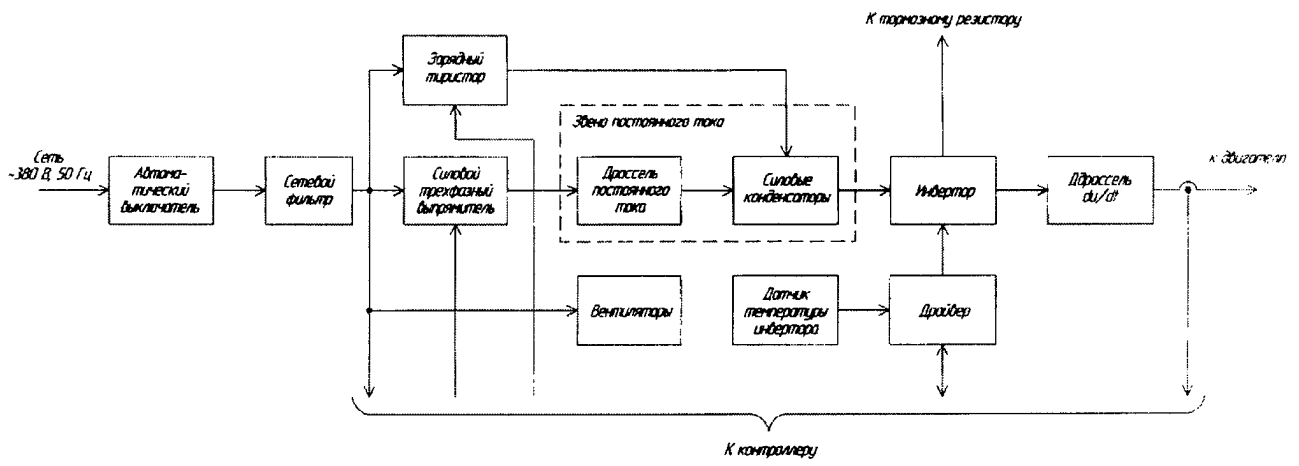 К тормозному резистору
Зарядный
тиристор
Звено постоянного тока
Сеть
~380 В, 50 Гц
Автома-
тический
выключатель
Сетевой
фильтр
Силовой
трехфазный
выпрямитель
Дроссель
постоянного
тока
Силовые
конденсаторы
Инвертор
Ддроссель
du/dt
к двигателю
Вентиляторы
Датчик
температуры
инвертора
Драйвер
К контроллеру